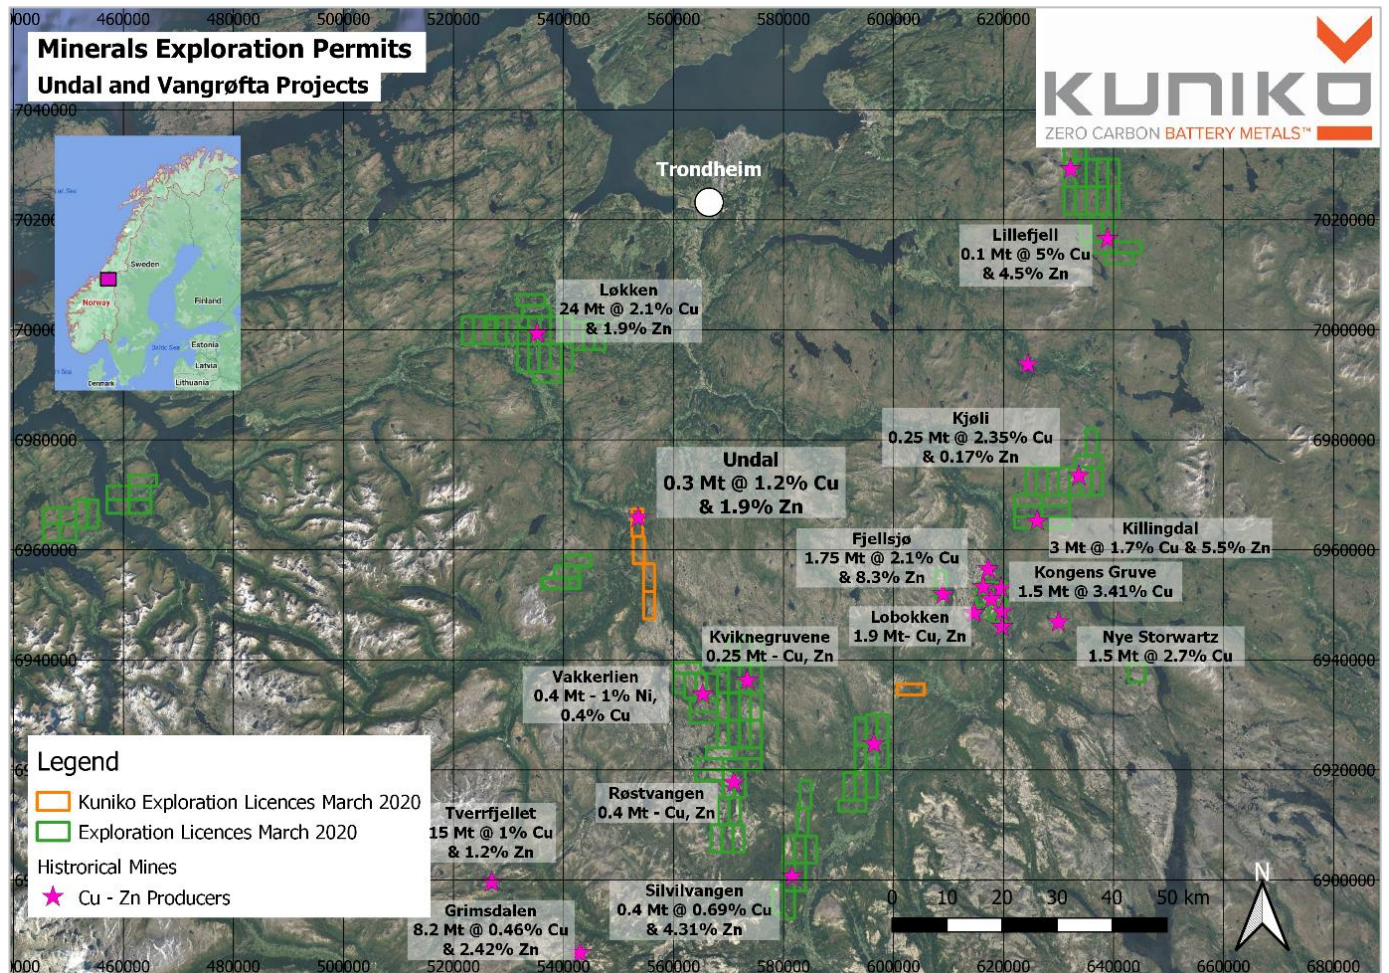 0000
460000
480000
500000
520000
540000
560000
580000
600000
620000
Minerals Exploration Permits
Undal and Vangrøfta Projects
KUNIKO
ZERO CARBON BATTERY METALS™
7040000
Sweden
Norway
Finland
Baltic Sea
Estonia
Latvia
Denmark
Lithuania
Trondheim
7020000
7020000
Lillefjell
0.1 Mt @ 5% Cu
& 4.5% Zn
Løkken
24 Mt @ 2.1% Cu
& 1.9% Zn
7000000
Kjøli
0.25 Mt @ 2.35% Cu
& 0.17% Zn
6980000
6980000
Undal
0.3 Mt @ 1.2% Cu
& 1.9% Zn
Killingdal
3 Mt @ 1.7% Cu & 5.5% Zn
Fjellsjø
1.75 Mt @ 2.1% Cu
& 8.3% Zn
6960000
6960000
Kongens Gruve
1.5 Mt @ 3.41% Cu
Lobokken
1.9 Mt- Cu, Zn
Nye Storwartz
1.5 Mt @ 2.7% Cu
Kviknegruvene
0.25 Mt - Cu, Zn
6940000
6940000
Vakkerlien
0.4 Mt - 1% Ni,
0.4% Cu
Legend
Kuniko Exploration Licences March 2020
Exploration Licences March 2020
Histrorical Mines
Cu - Zn Producers
6920000
Røstvangen
0.4 Mt - Cu, Zn
Tverrfjellet
15 Mt @ 1% Cu
& 1.2% Zn
Silvilvangen
0.4 Mt @ 0.69% Cu
& 4.31% Zn
Grimsdalen
8.2 Mt @ 0.46% Cu
& 2.42% Zn
6900000
N
0 10 20 30 40 50 km
0000
460000
480000
500000
520000
540000
560000
580000
600000
620000
640000
660000
680000